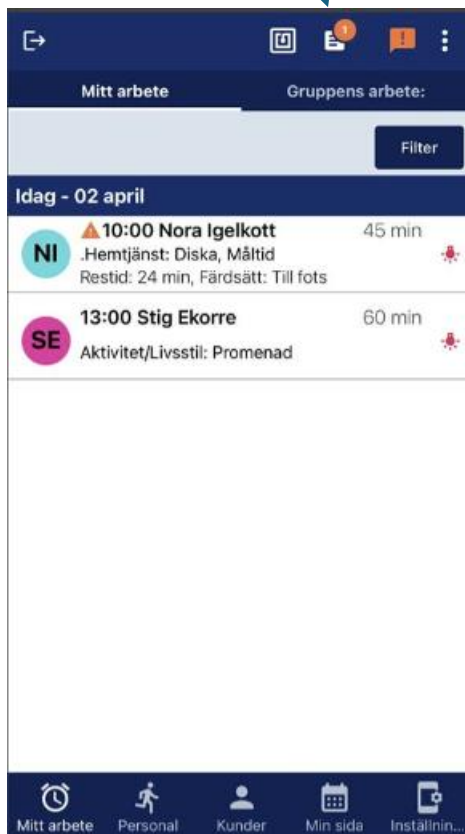 1
Mitt arbete
Gruppens arbete:
Filter
Idag - 02 april
NI
10:00 Nora Igelkott
45 min
.Hemtjänst: Diska, Måltid
Restid: 24 min, Färdsätt: Till fots
SE
13:00 Stig Ekorre
60 min
Aktivitet/Livsstil: Promenad
Mitt arbete
Personal
Kunder
Min sida
Inställnin...